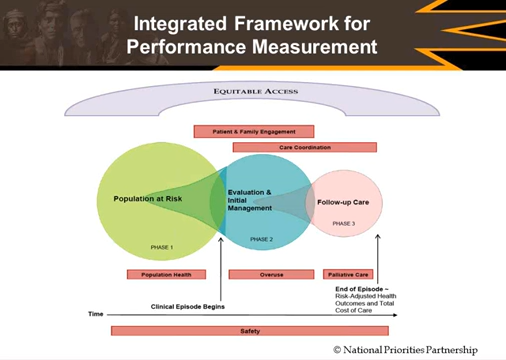 Integrated Framework for
Performance Measurement
EQUITABLE ACCESS
Patient & Family Engagement
Care Coordination
Population at Risk
Evaluation &
Initial
Management
Follow-up Care
PHASE 1
PHASE 2
PHASE 3
Population Health
Overuse
Palliative Care
Clinical Episode Begins
End of Episode ~
Risk-Adjusted Health
Outcomes and Total
Cost of Care
Time
Safety
© National Priorities Partnership